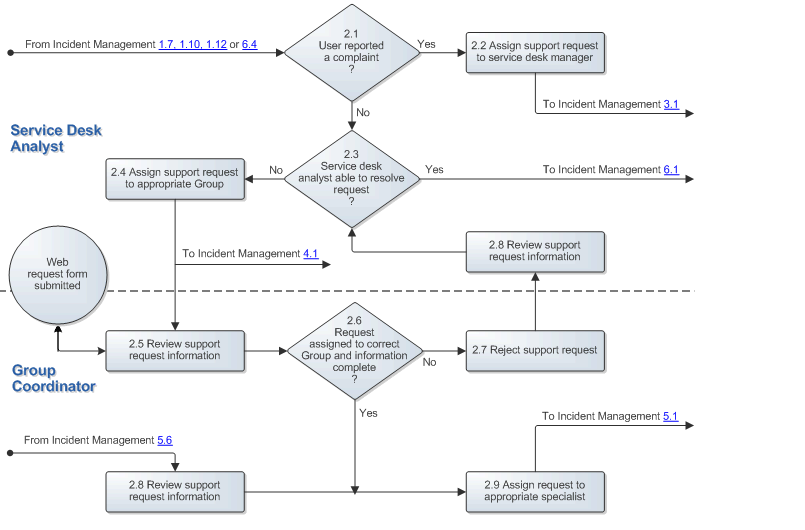 From Incident Management 1.7, 1.10, 1.12 or 6.4
2.1
User reported
a complaint
?
Yes
2.2 Assign support request
to service desk manager
To Incident Management 3.1
No
Service Desk
Analyst
2.3
Service desk
analyst able to resolve
request
?
No
Yes
To Incident Management 6.1
2.4 Assign support request
to appropriate Group
To Incident Management 4.1
2.8 Review support
request information
Web
request form
submitted
2.5 Review support
request information
2.6
Request
assigned to correct
Group and information
complete
?
No
2.7 Reject support request
Group
Coordinator
Yes
To Incident Management 5.1
From Incident Management 5.6
2.8 Review support
request information
2.9 Assign request to
appropriate specialist